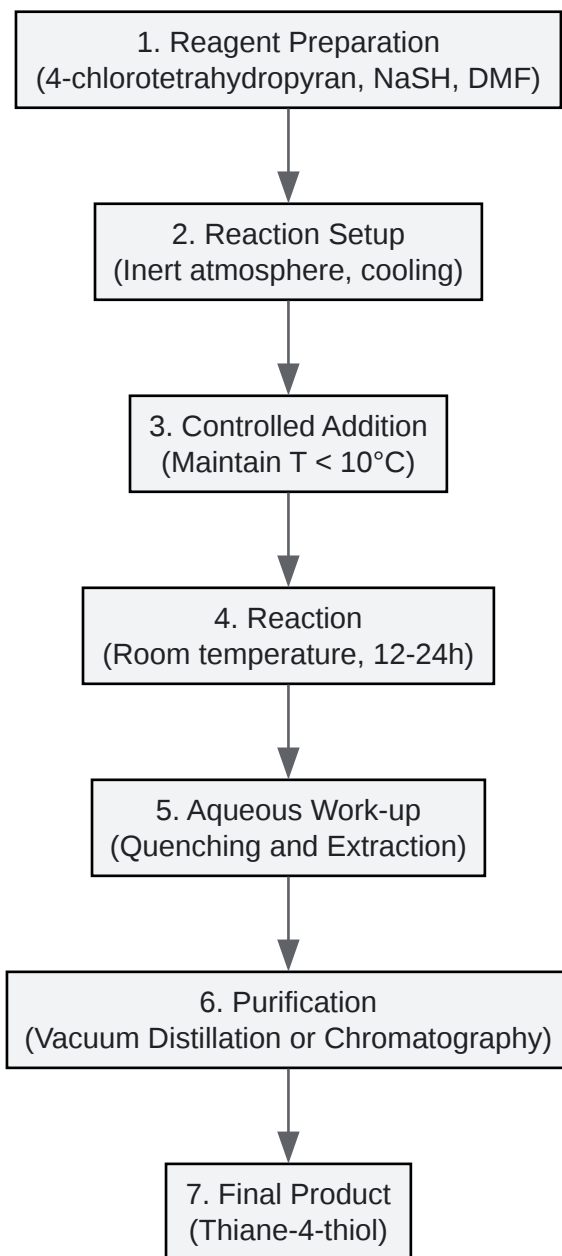 1. Reagent Preparation
(4-chlorotetrahydropyran, NaSH, DMF)
2. Reaction Setup
(Inert atmosphere, cooling)
3. Controlled Addition
(Maintain T < 10°C)
4. Reaction
(Room temperature, 12-24h)
5. Aqueous Work-up
(Quenching and Extraction)
6. Purification
(Vacuum Distillation or Chromatography)
7. Final Product
(Thiane-4-thiol)